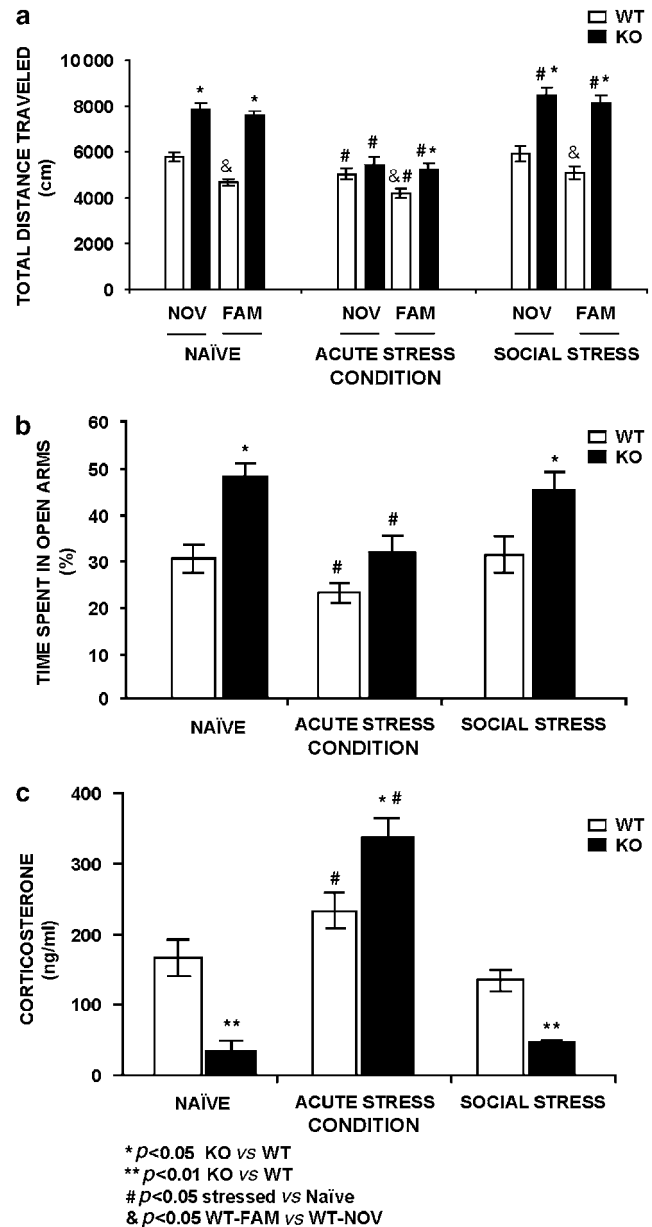 a
WT
KO
TOTAL DISTANCE TRAVELED
(cm)
10 000
8000
6000
4000
2000
0
* * # # # * # * # *
& & # &
NOV FAM NOV FAM NOV FAM
NAÏVE ACUTE STRESS SOCIAL STRESS
CONDITION
b
WT
KO
TIME SPENT IN OPEN ARMS
(%)
60
50
40
30
20
10
0
* # # *
NAÏVE ACUTE STRESS SOCIAL STRESS
CONDITION
c
WT
KO
CORTICOSTERONE
(ng/ml)
400
300
200
100
0
** # * # **
NAÏVE ACUTE STRESS SOCIAL STRESS
CONDITION
* p<0.05 KO vs WT
** p<0.01 KO vs WT
# p<0.05 stressed vs Naïve
& p<0.05 WT-FAM vs WT-NOV